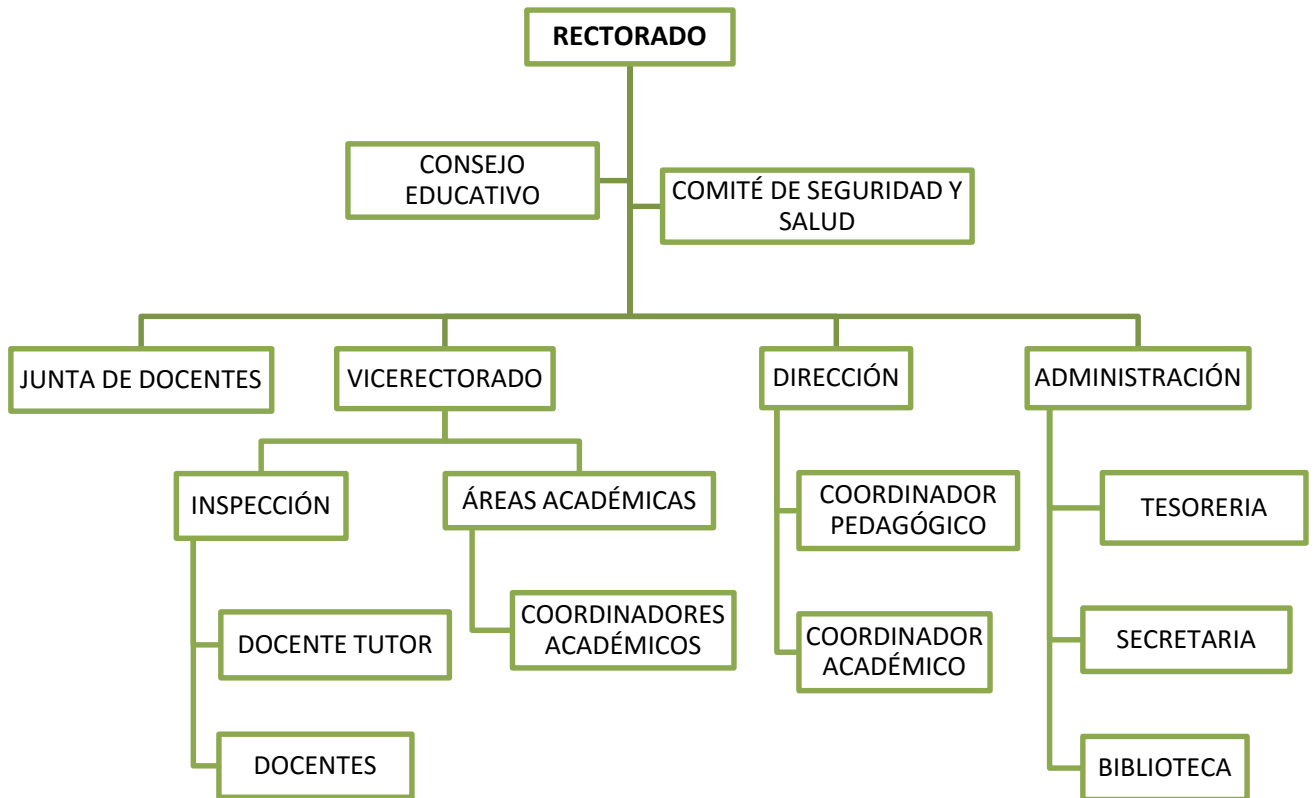 RECTORADO
CONSEJO
EDUCATIVO
COMITÉ DE SEGURIDAD Y
SALUD
JUNTA DE DOCENTES
VICERECTORADO
DIRECCIÓN
ADMINISTRACIÓN
INSPECCIÓN
ÁREAS ACADÉMICAS
COORDINADOR
PEDAGÓGICO
TESORERIA
DOCENTE TUTOR
COORDINADORES
ACADÉMICOS
COORDINADOR
ACADÉMICO
SECRETARIA
DOCENTES
BIBLIOTECA